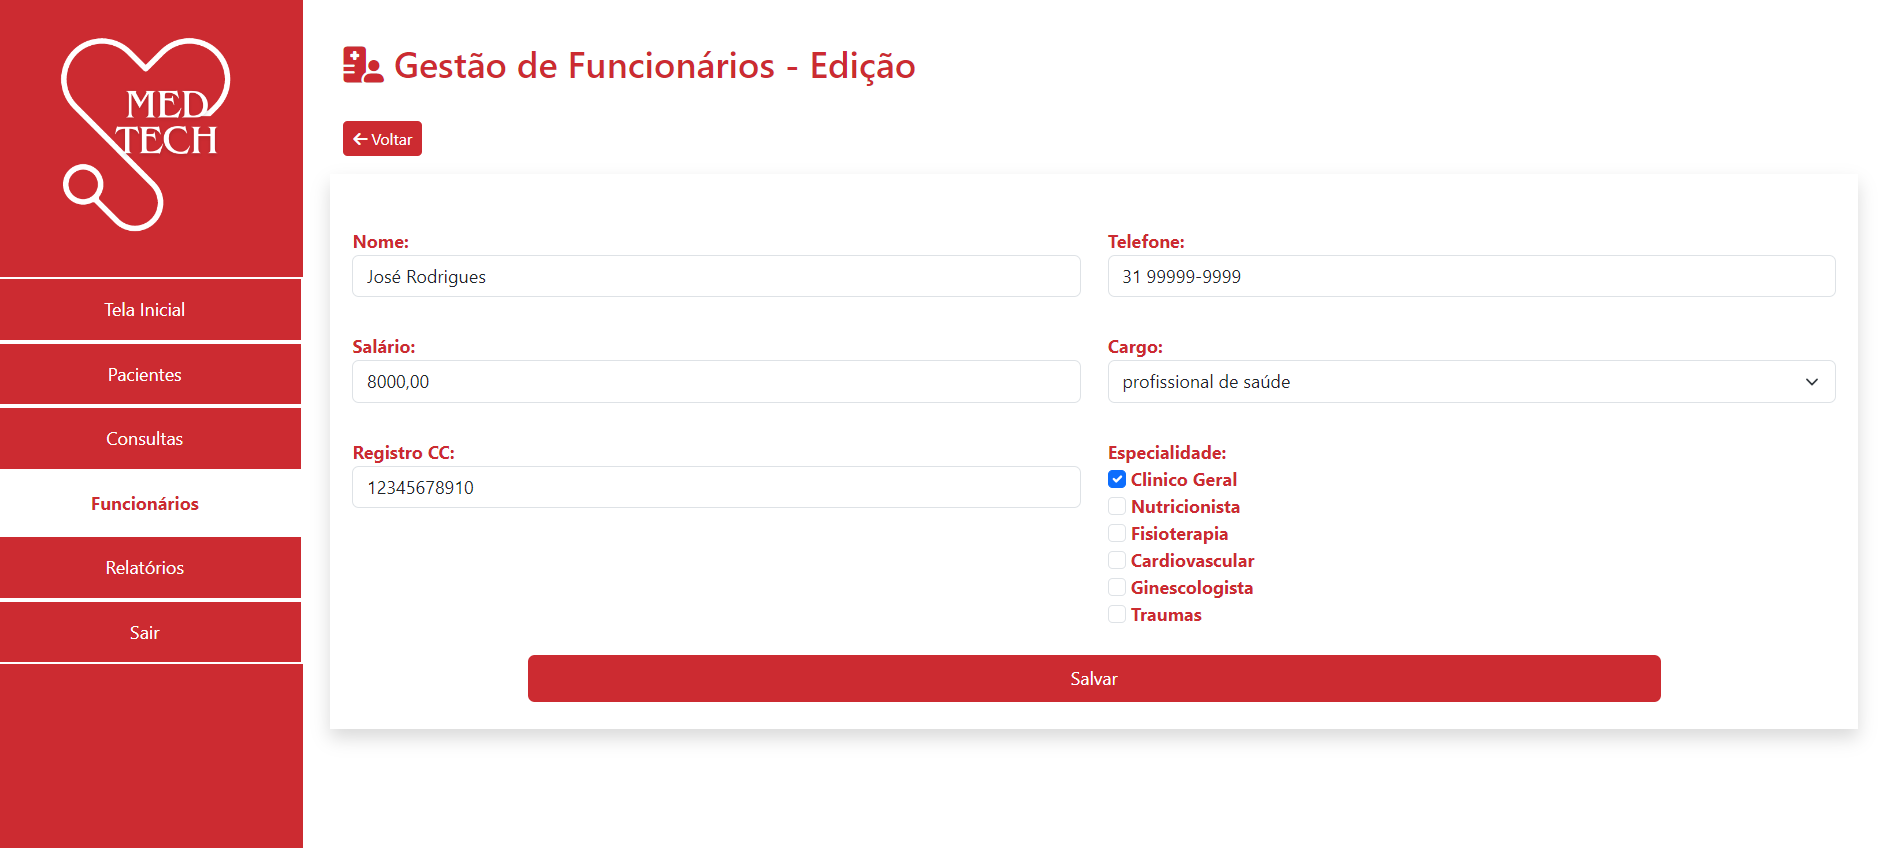 MED
TECH
Tela Inicial
Pacientes
Consultas
Funcionários
Relatórios
Sair
Gestão de Funcionários - Edição
Voltar
Nome:
José Rodrigues
Telefone:
31 99999-9999
Salário:
8000,00
Cargo:
profissional de saúde
Registro CC:
12345678910
Especialidade:
Clinico Geral
Nutricionista
Fisioterapia
Cardiovascular
Ginescologista
Traumas
Salvar